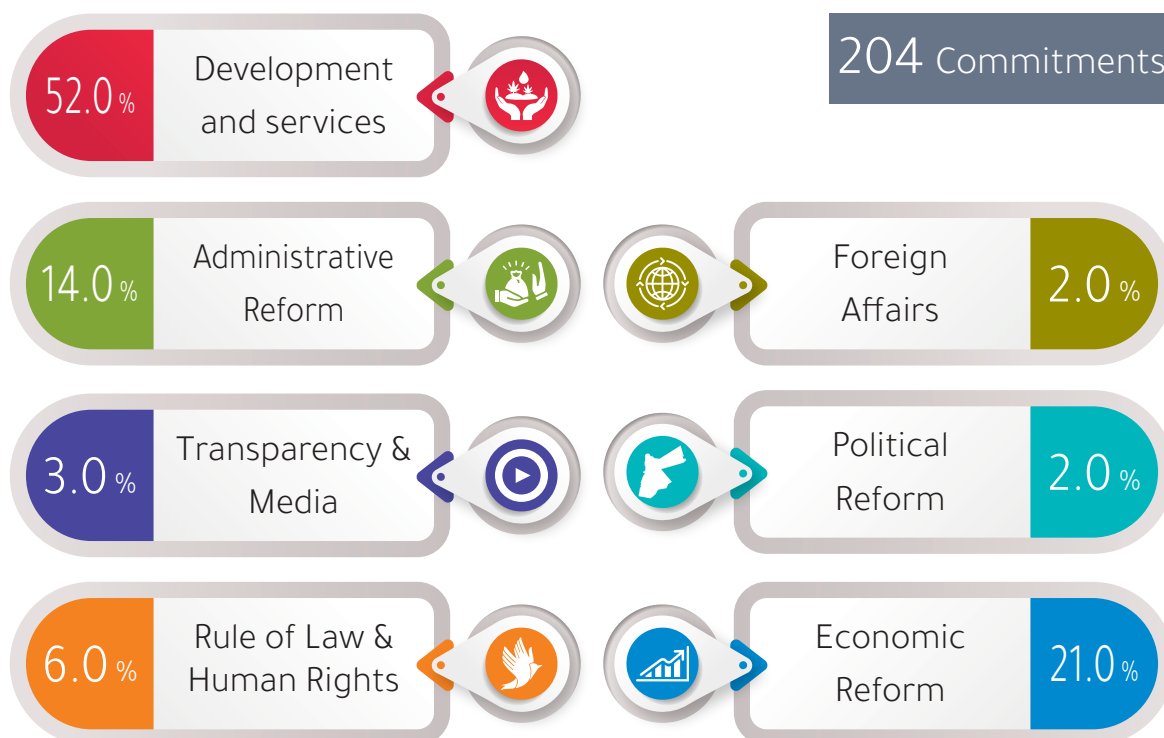 52.0 %
Development
and services
204 Commitments
14.0 %
Administrative
Reform
Foreign
Affairs
2.0 %
3.0 %
Transparency &
Media
Political
Reform
2.0 %
6.0 %
Rule of Law &
Human Rights
Economic
Reform
21.0 %